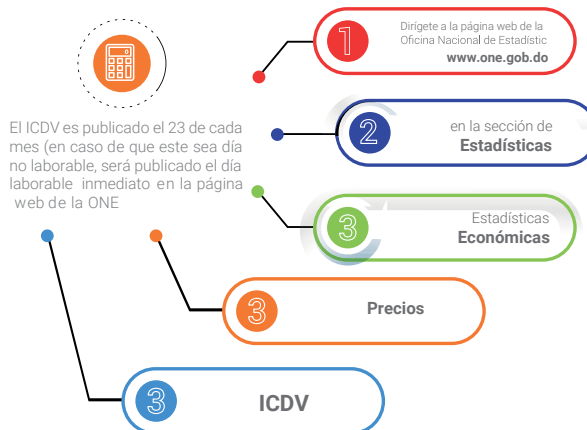 1
Dirígete a la página web de la
Oficina Nacional de Estadístic
www.one.gob.do
El ICDV es publicado el 23 de cada
mes (en caso de que este sea día
no laborable, será publicado el día
laborable inmediato en la página
web de la ONE
2
en la sección de
Estadísticas
3
Estadísticas
Económicas
3
Precios
3
ICDV